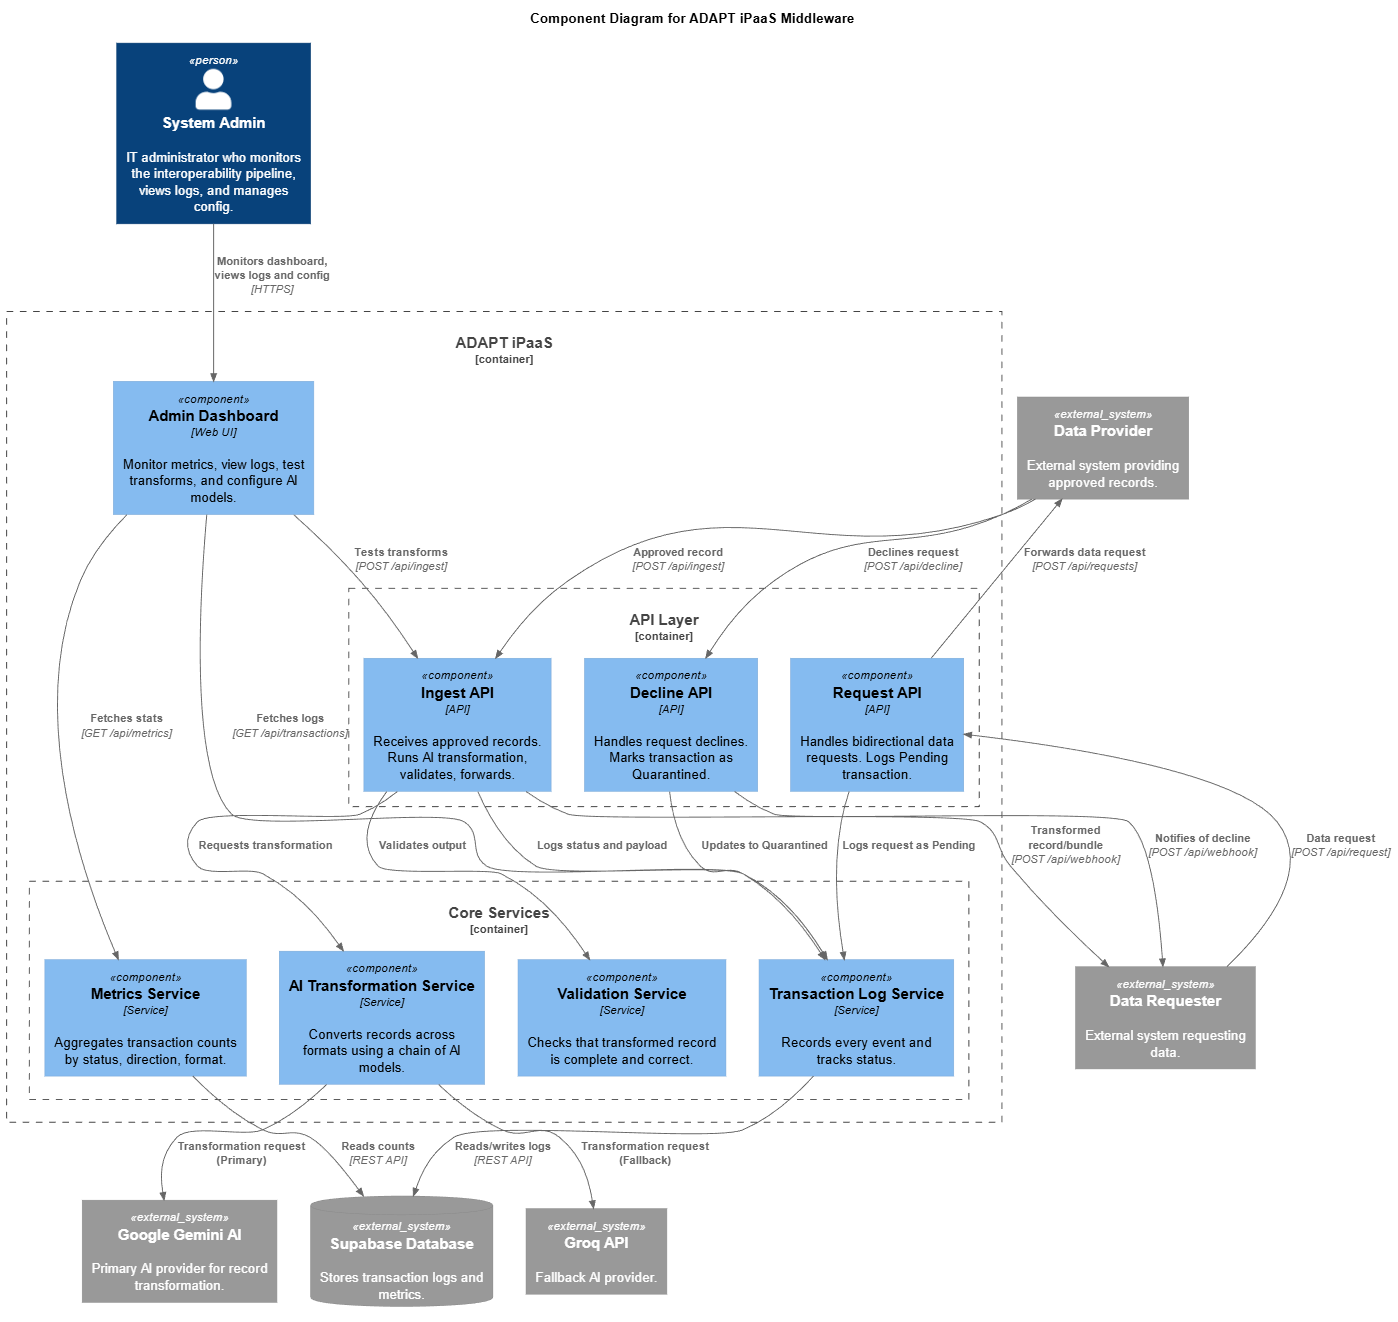 Component Diagram for ADAPT iPaaS Middleware
«person»
System Admin
IT administrator who monitors
the interoperability pipeline,
views logs, and manages
config.
Monitors dashboard,
views logs and config
[HTTPS]
ADAPT iPaaS
[container]
«component»
Admin Dashboard
[Web UI]
Monitor metrics, view logs, test
transforms, and configure AI
models.
«external_system»
Data Provider
External system providing
approved records.
Tests transforms
[POST /api/ingest]
Approved record
[POST /api/ingest]
Declines request
[POST /api/decline]
Forwards data request
[POST /api/requests]
API Layer
[container]
«component»
Ingest API
[API]
Receives approved records.
Runs AI transformation,
validates, forwards.
«component»
Decline API
[API]
Handles request declines.
Marks transaction as
Quarantined.
«component»
Request API
[API]
Handles bidirectional data
requests. Logs Pending
transaction.
Fetches stats
[GET /api/metrics]
Fetches logs
[GET /api/transactions]
Requests transformation
Validates output
Logs status and payload
Updates to Quarantined
Logs request as Pending
Transformed
record/bundle
[POST /api/webhook]
Notifies of decline
[POST /api/webhook]
Data request
[POST /api/request]
Core Services
[container]
«component»
Metrics Service
[Service]
Aggregates transaction counts
by status, direction, format.
«component»
AI Transformation Service
[Service]
Converts records across
formats using a chain of AI
models.
«component»
Validation Service
[Service]
Checks that transformed record
is complete and correct.
«component»
Transaction Log Service
[Service]
Records every event and
tracks status.
«external_system»
Data Requester
External system requesting
data.
Transformation request
(Primary)
Reads counts
[REST API]
Reads/writes logs
[REST API]
Transformation request
(Fallback)
«external_system»
Google Gemini AI
Primary AI provider for record
transformation.
«external_system»
Supabase Database
Stores transaction logs and
metrics.
«external_system»
Groq API
Fallback AI provider.